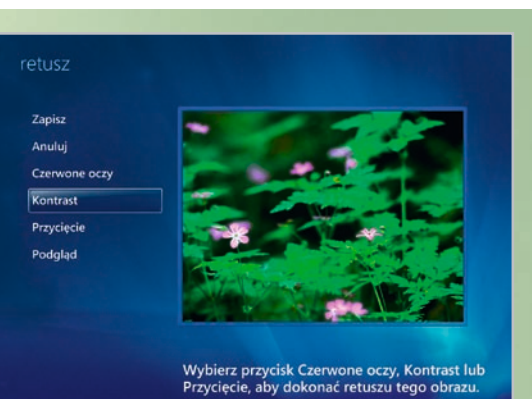 retusz
Zapisz
Anuluj
Czerwone oczy
Kontrast
Przycięcie
Podgląd
Wybierz przycisk Czerwone oczy, Kontrast lub
Przycięcie, aby dokonać retuszu tego obrazu.